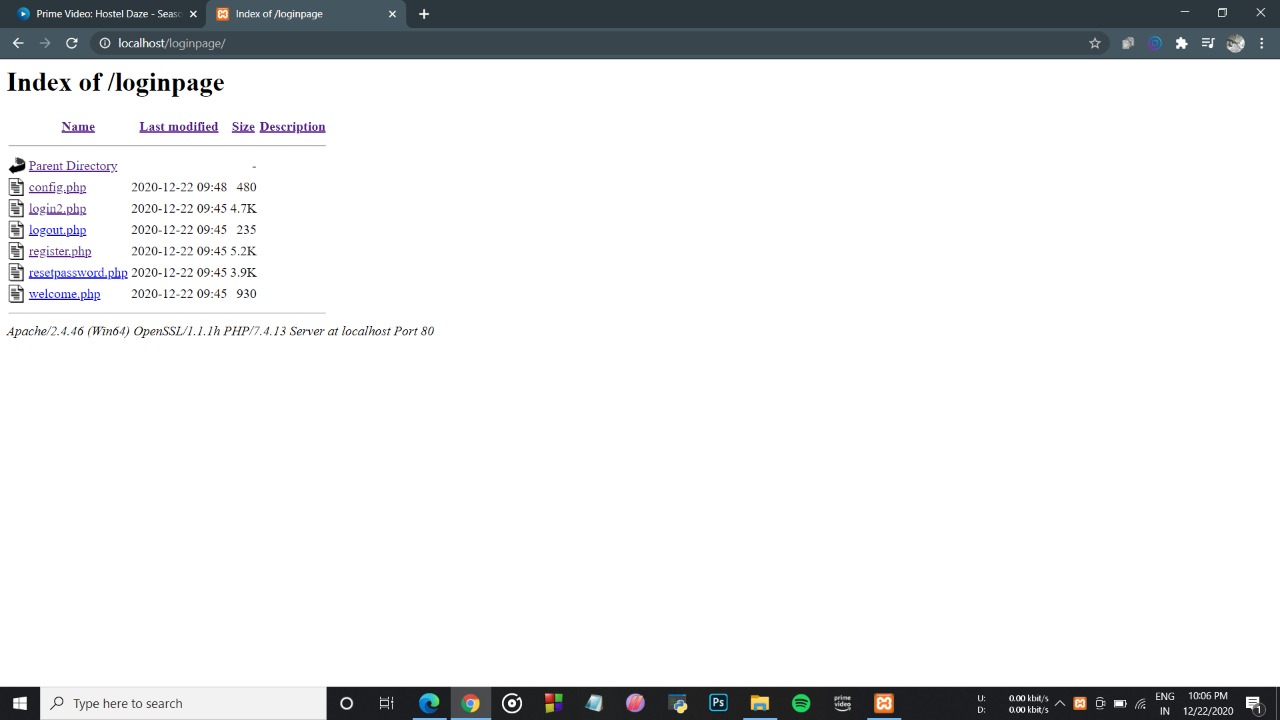 Prime Video: Hostel Daze - Seaso
Index of /loginpage
localhost/loginpage/
Index of /loginpage
Name Last modified Size Description
Parent Directory -
config.php 2020-12-22 09:48 480
login2.php 2020-12-22 09:45 4.7K
logout.php 2020-12-22 09:45 235
register.php 2020-12-22 09:45 5.2K
resetpassword.php 2020-12-22 09:45 3.9K
welcome.php 2020-12-22 09:45 930
Apache/2.4.46 (Win64) OpenSSL/1.1.1h PHP/7.4.13 Server at localhost Port 80
Type here to search
Ps
prime video
U: 0.00 kbit/s
D: 0.00 kbit/s
ENG
IN
10:06 PM
12/22/2020
1